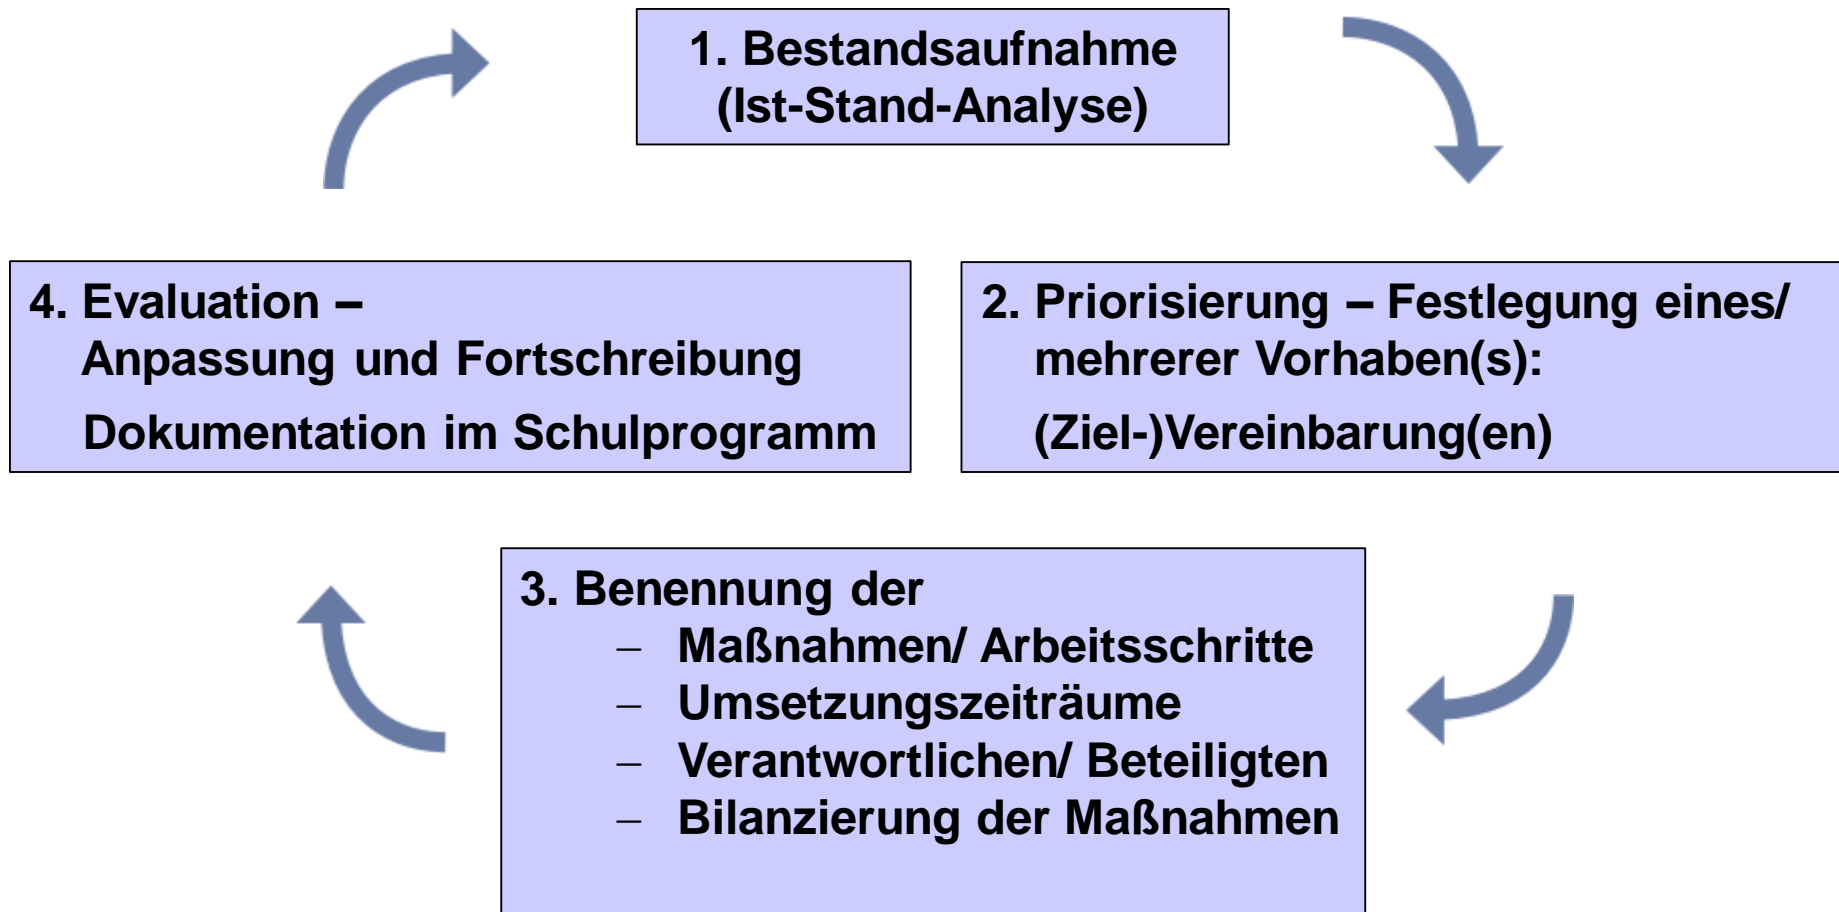 1. Bestandsaufnahme
(Ist-Stand-Analyse)
2. Priorisierung – Festlegung eines/
mehrerer Vorhaben(s):
(Ziel-)Vereinbarung(en)
3. Benennung der
– Maßnahmen/ Arbeitsschritte
– Umsetzungszeiträume
– Verantwortlichen/ Beteiligten
– Bilanzierung der Maßnahmen
4. Evaluation –
Anpassung und Fortschreibung
Dokumentation im Schulprogramm